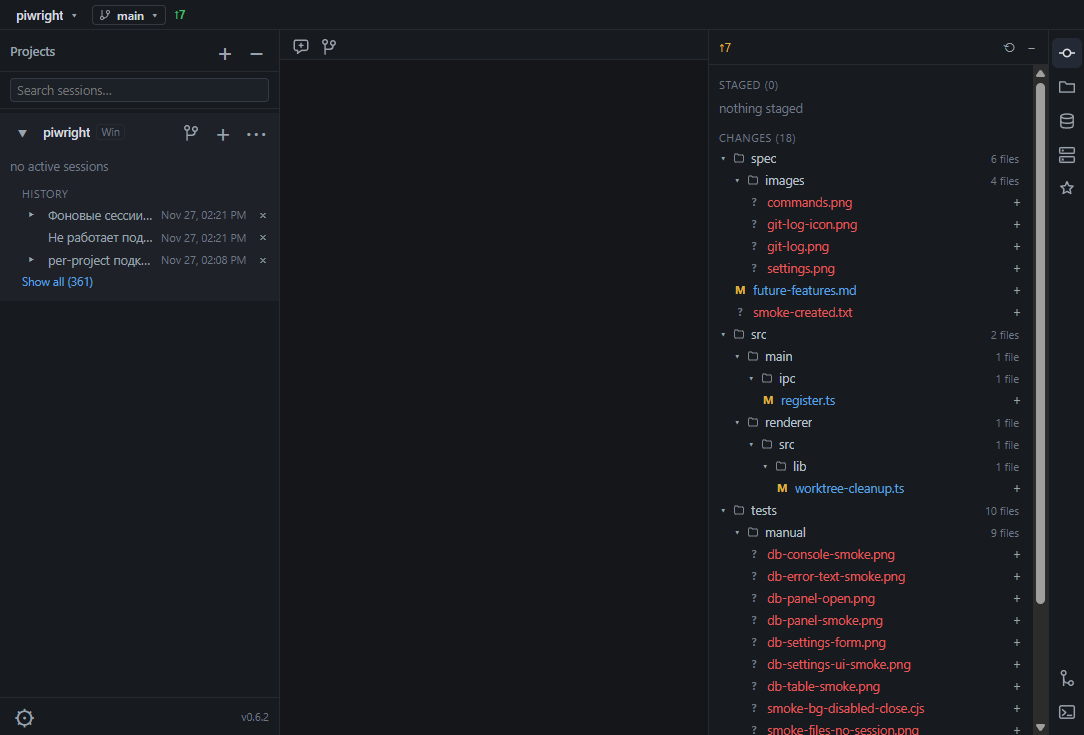 piwright main ↑7
Projects
Search sessions...
piwright Win
no active sessions
HISTORY
Фоновые сессии... Nov 27, 02:21 PM
Не работает под... Nov 27, 02:21 PM
per-project подк... Nov 27, 02:08 PM
Show all (361)
v0.6.2
↑7
STAGED (0)
nothing staged
CHANGES (18)
spec 6 files
images 4 files
? commands.png +
? git-log-icon.png +
? git-log.png +
? settings.png +
M future-features.md +
? smoke-created.txt +
src 2 files
main 1 file
ipc 1 file
M register.ts +
renderer 1 file
src 1 file
lib 1 file
M worktree-cleanup.ts +
tests 10 files
manual 9 files
? db-console-smoke.png +
? db-error-text-smoke.png +
? db-panel-open.png +
? db-panel-smoke.png +
? db-settings-form.png +
? db-settings-ui-smoke.png +
? db-table-smoke.png +
? smoke-bg-disabled-close.cjs +
? smoke-files-no-session.png +